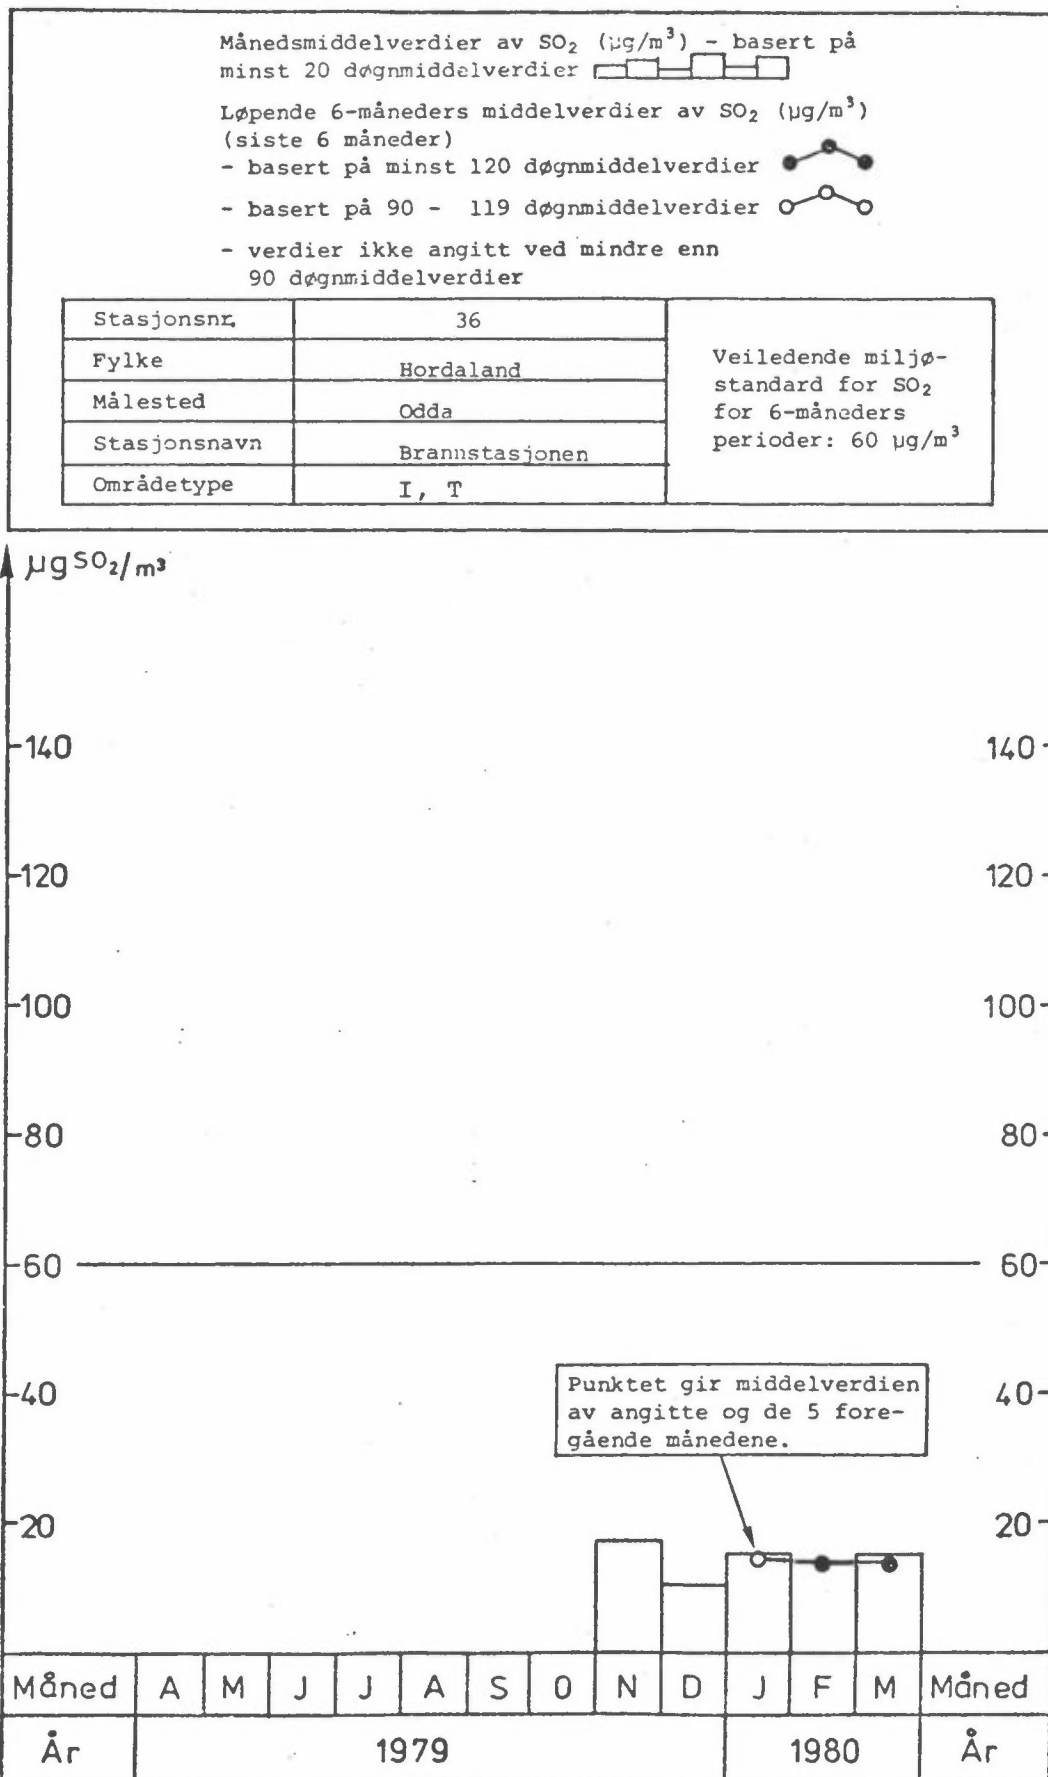 Månedsmiddelverdier av SO₂ (µg/m³) - basert på
minst 20 døgnmiddelverdier
Løpende 6-måneders middelverdier av SO₂ (µg/m³)
(siste 6 måneder)
- basert på minst 120 døgnmiddelverdier
- basert på 90 - 119 døgnmiddelverdier
- verdier ikke angitt ved mindre enn
90 døgnmiddelverdier
Stasjonsnr. 36
Fylke Hordaland
Målested Odda
Stasjonsnavn Brannstasjonen
Områdetype I, T
Veiledende miljø-
standard for SO₂
for 6-måneders
perioder: 60 µg/m³
µg SO₂/m³
140 140
120 120
100 100
80 80
60 60
40 40
Punktet gir middelverdien
av angitte og de 5 fore-
gående månedene.
20 20
Måned A M J J A S O N D J F M Måned
År 1979 1980 År